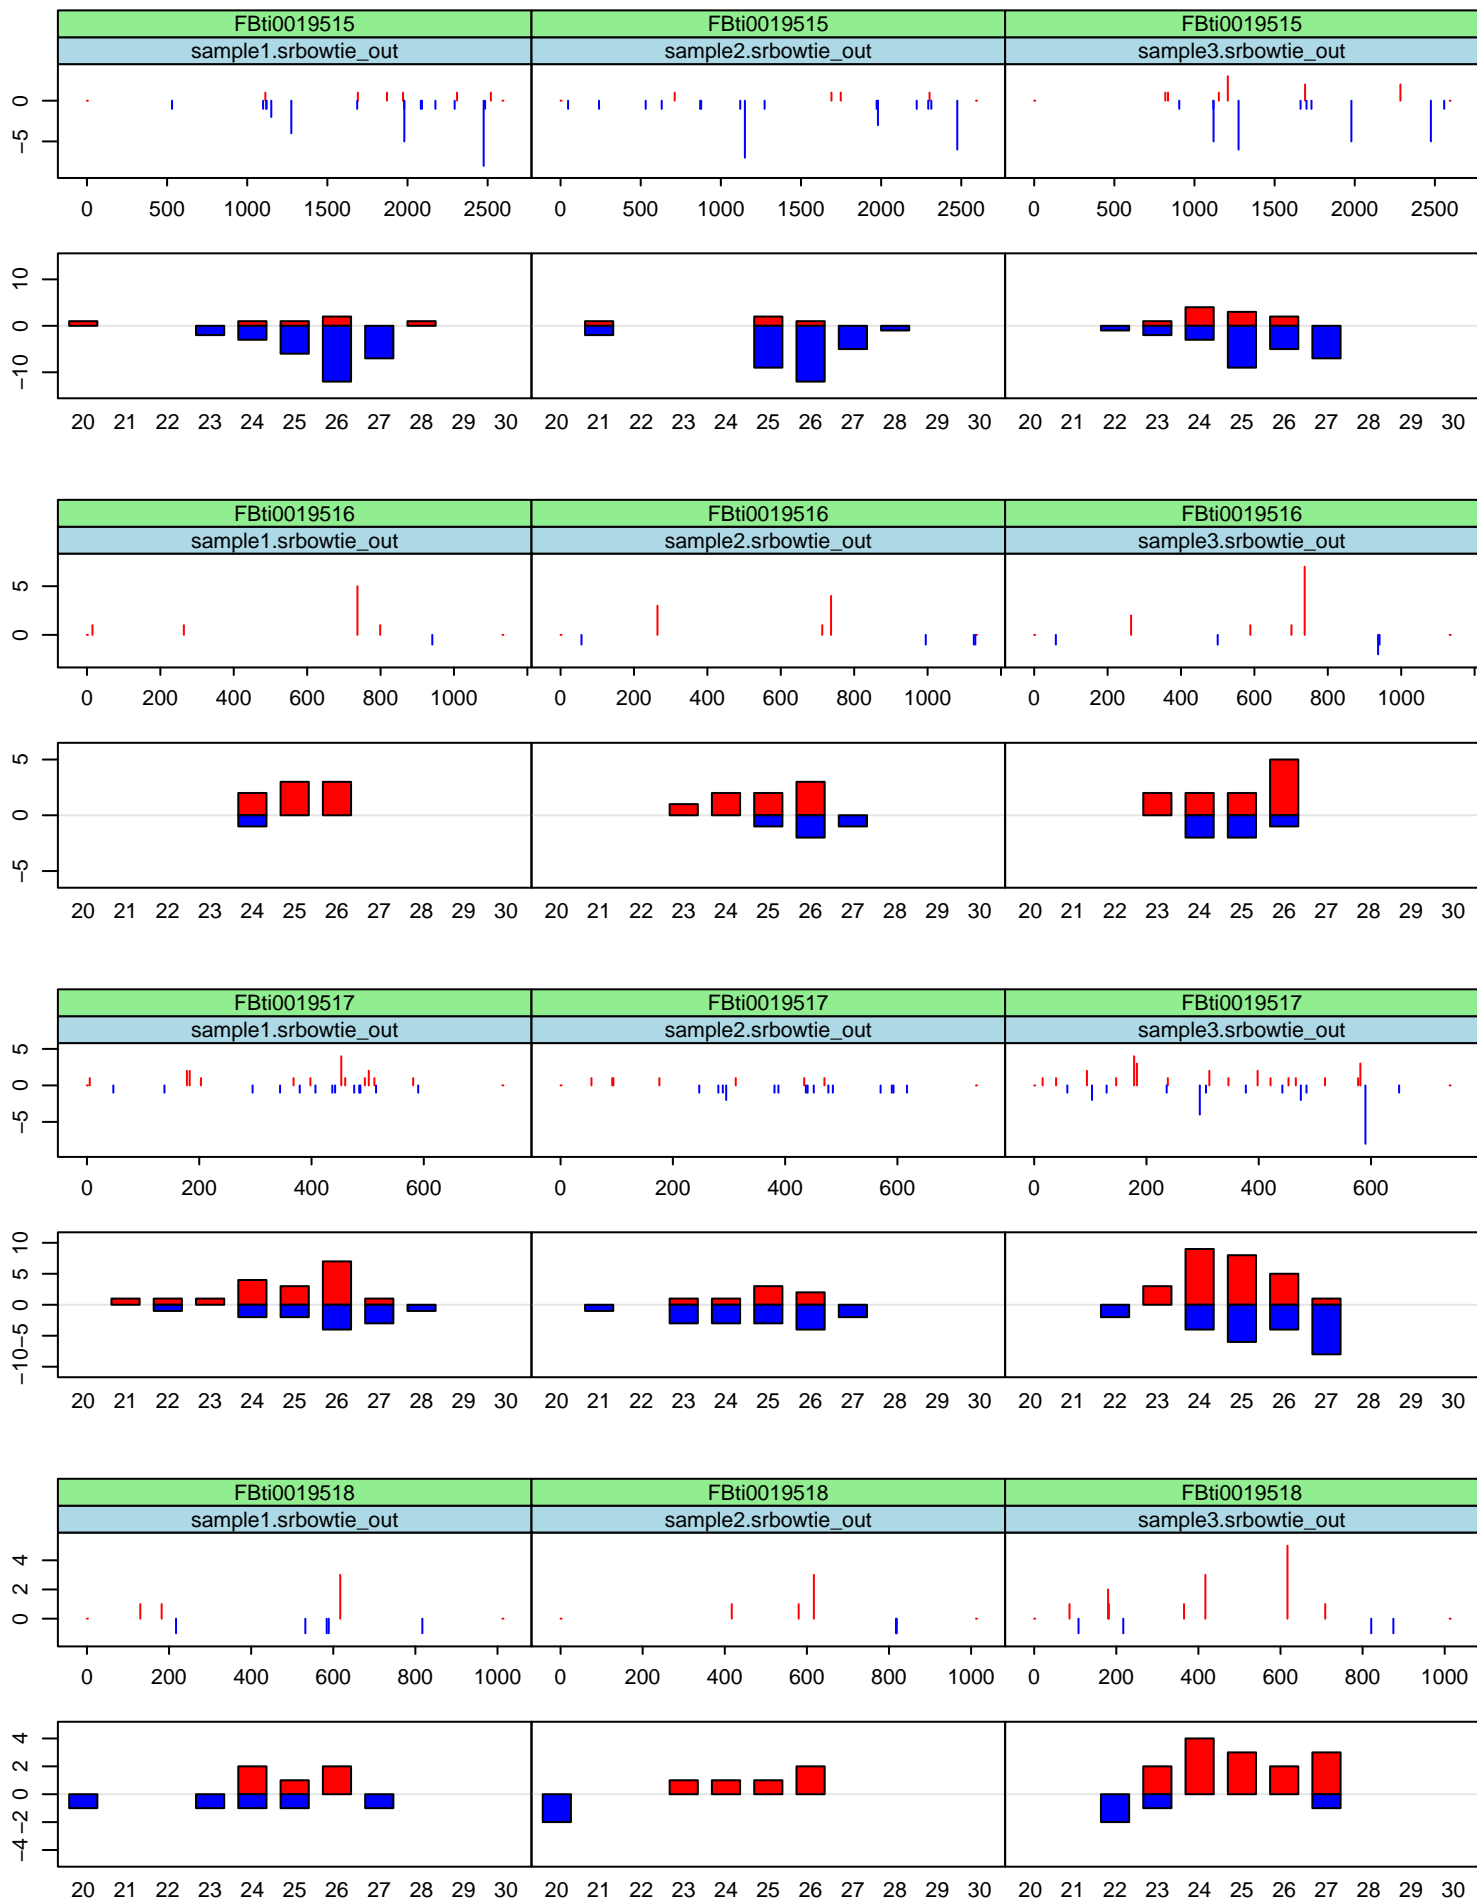 FBti0019515 FBti0019515 FBti0019515
sample1.srbowtie_out sample2.srbowtie_out sample3.srbowtie_out
0
−5
0 500 1000 1500 2000 2500 0 500 1000 1500 2000 2500 0 500 1000 1500 2000 2500
10
0
−10
20 21 22 23 24 25 26 27 28 29 30 20 21 22 23 24 25 26 27 28 29 30 20 21 22 23 24 25 26 27 28 29 30
FBti0019516 FBti0019516 FBti0019516
sample1.srbowtie_out sample2.srbowtie_out sample3.srbowtie_out
5
0
0 200 400 600 800 1000 0 200 400 600 800 1000 0 200 400 600 800 1000
5
0
−5
20 21 22 23 24 25 26 27 28 29 30 20 21 22 23 24 25 26 27 28 29 30 20 21 22 23 24 25 26 27 28 29 30
FBti0019517 FBti0019517 FBti0019517
sample1.srbowtie_out sample2.srbowtie_out sample3.srbowtie_out
5
0
−5
0 200 400 600 0 200 400 600 0 200 400 600
10
5
0
−5
−10
20 21 22 23 24 25 26 27 28 29 30 20 21 22 23 24 25 26 27 28 29 30 20 21 22 23 24 25 26 27 28 29 30
FBti0019518 FBti0019518 FBti0019518
sample1.srbowtie_out sample2.srbowtie_out sample3.srbowtie_out
4
2
0
0 200 400 600 800 1000 0 200 400 600 800 1000 0 200 400 600 800 1000
4
2
0
−2
−4
20 21 22 23 24 25 26 27 28 29 30 20 21 22 23 24 25 26 27 28 29 30 20 21 22 23 24 25 26 27 28 29 30